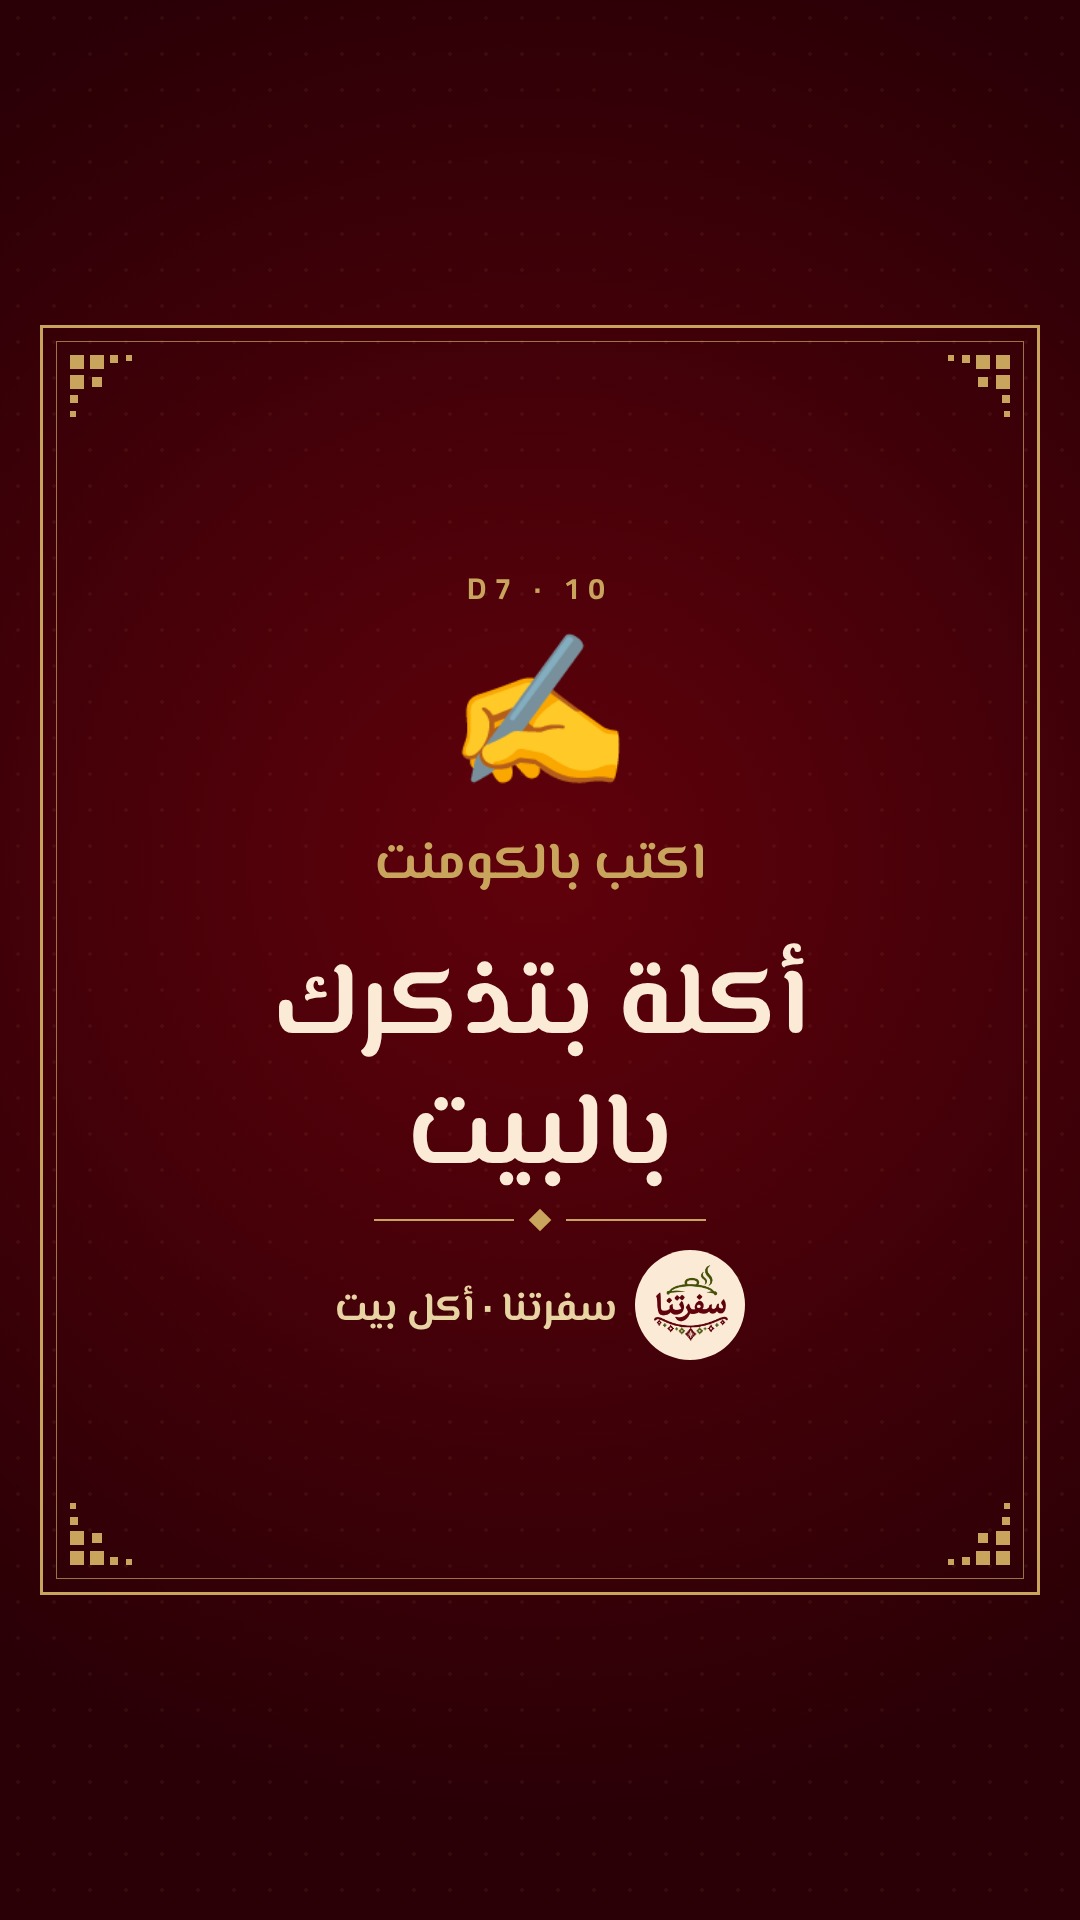 D7 · 10
اكتب بالكومنت
أكلة بتذكرك
بالبيت
سفرتنا · أكل بيت
سفرتنا